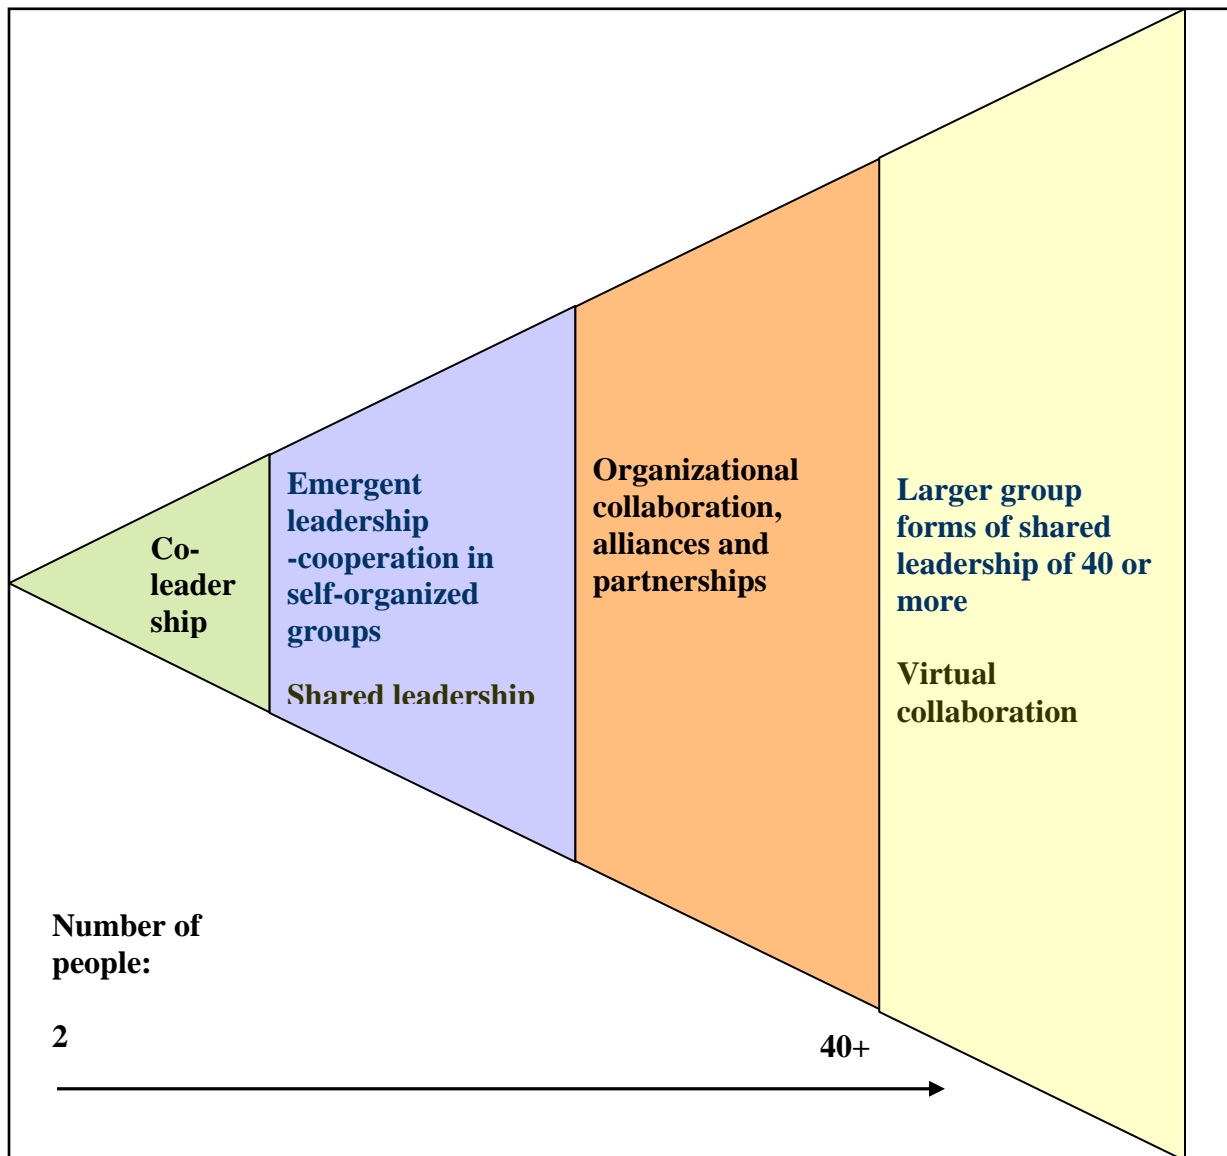 Co-
leader
ship
Emergent
leadership
-cooperation in
self-organized
groups
Shared leadership
Organizational
collaboration,
alliances and
partnerships
Larger group
forms of shared
leadership of 40 or
more
Virtual
collaboration
Number of
people:
2
40+